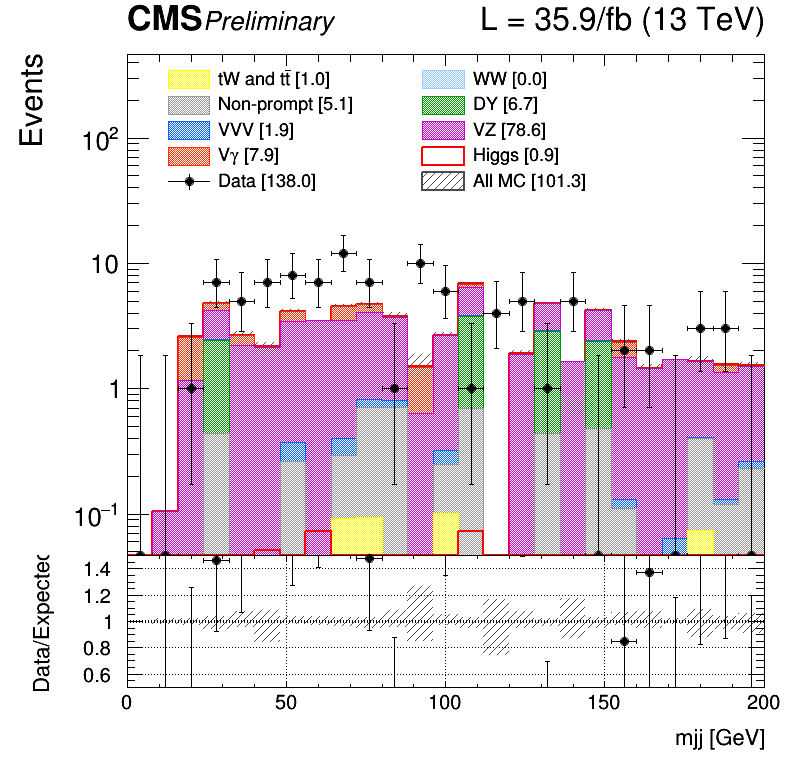 CMS Preliminary L = 35.9/fb (13 TeV)
Events
tW and tt̄ [1.0] WW [0.0]
Non-prompt [5.1] DY [6.7]
VVV [1.9] VZ [78.6]
Vγ [7.9] Higgs [0.9]
Data [138.0] All MC [101.3]
10²
10
1
10⁻¹
Data/Expected
1.4
1.2
1
0.8
0.6
0 50 100 150 200
mjj [GeV]